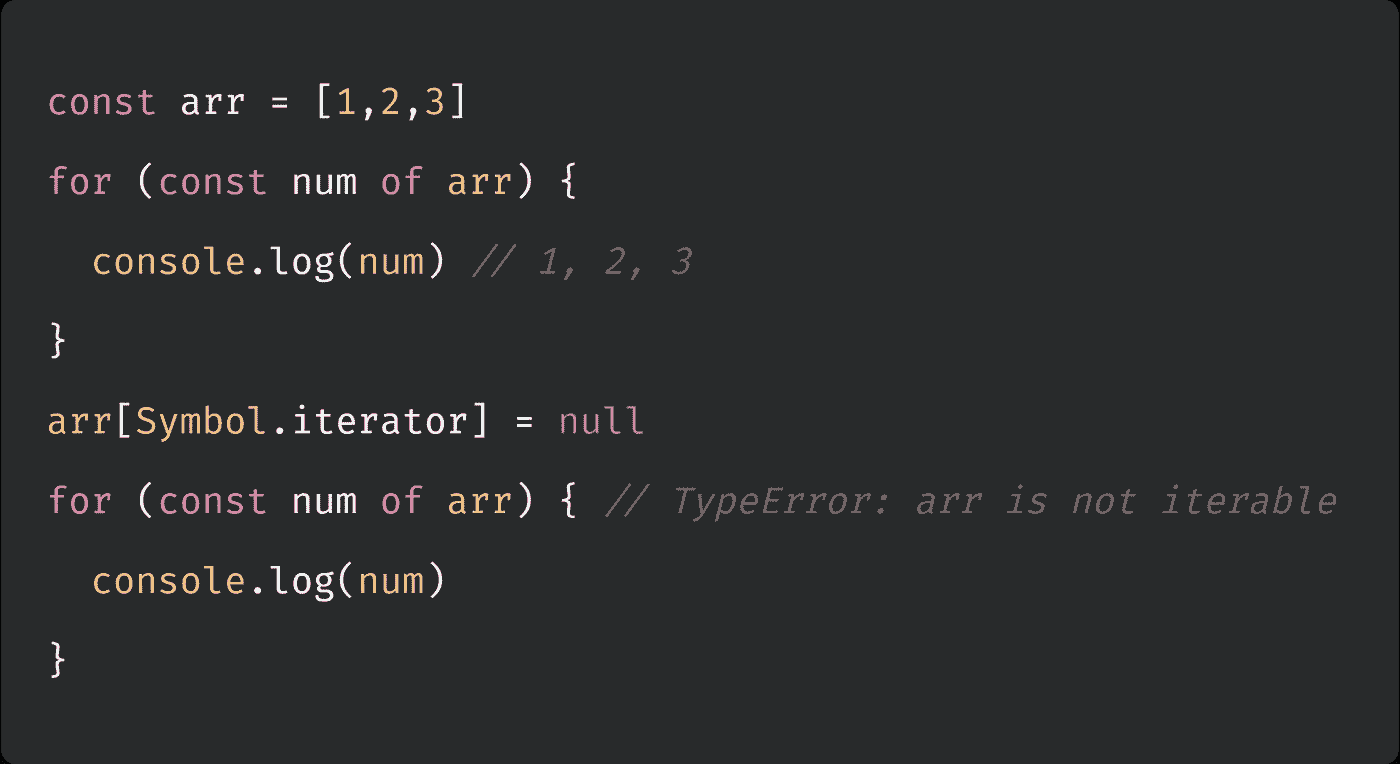 const arr = [1,2,3]
for (const num of arr) {
  console.log(num) // 1, 2, 3
}
arr[Symbol.iterator] = null
for (const num of arr) { // TypeError: arr is not iterable
  console.log(num)
}